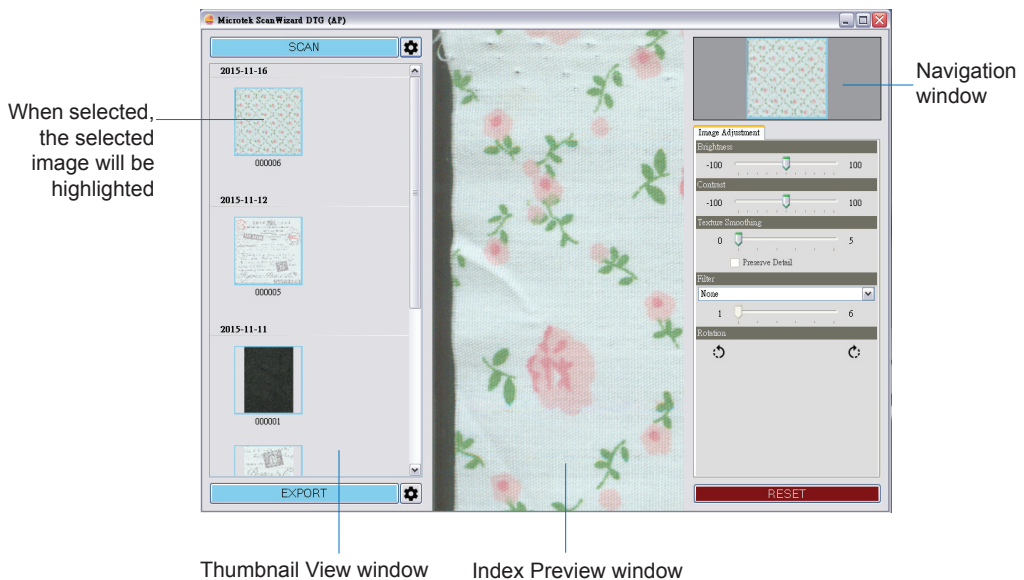 Microtek ScanWizard DTG (AP)
SCAN
2015-11-16
000006
2015-11-12
000005
2015-11-11
000001
EXPORT
Image Adjustment
Brightness
-100 100
Contrast
-100 100
Texture Smoothing
0 5
Preserve Detail
Filter
None
1 6
Rotation
RESET
When selected,
the selected
image will be
highlighted
Navigation
window
Thumbnail View window
Index Preview window